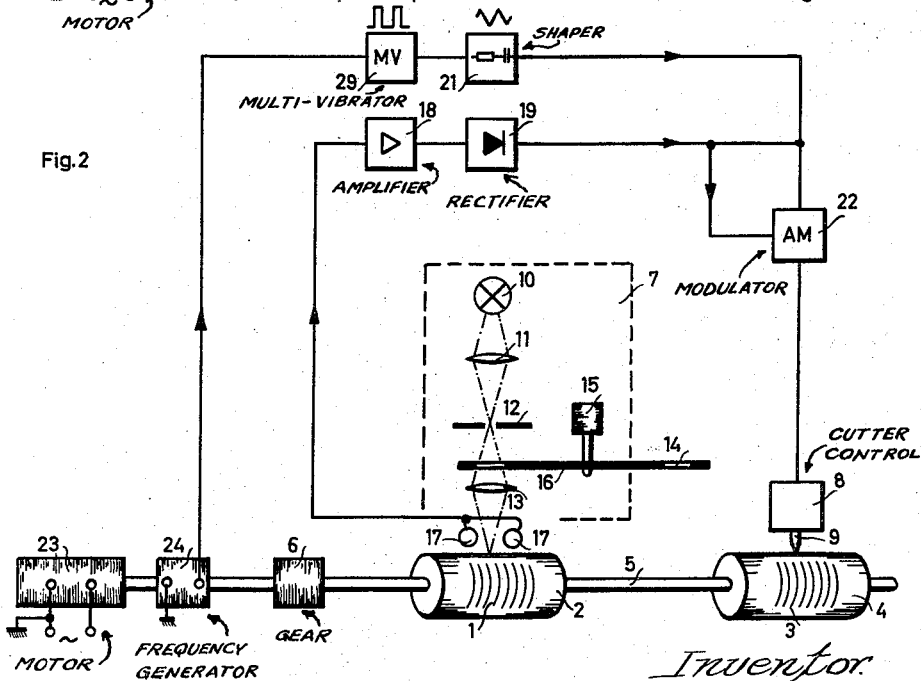 MOTOR
SHAPER
MV
29
21
MULTI-VIBRATOR
18
19
Fig.2
AMPLIFIER
RECTIFIER
22
AM
MODULATOR
10
7
11
15
12
14
CUTTER
CONTROL
16
13
8
17
17
9
23
24
6
5
1
2
3
4
MOTOR
FREQUENCY
GENERATOR
GEAR
Inventor.